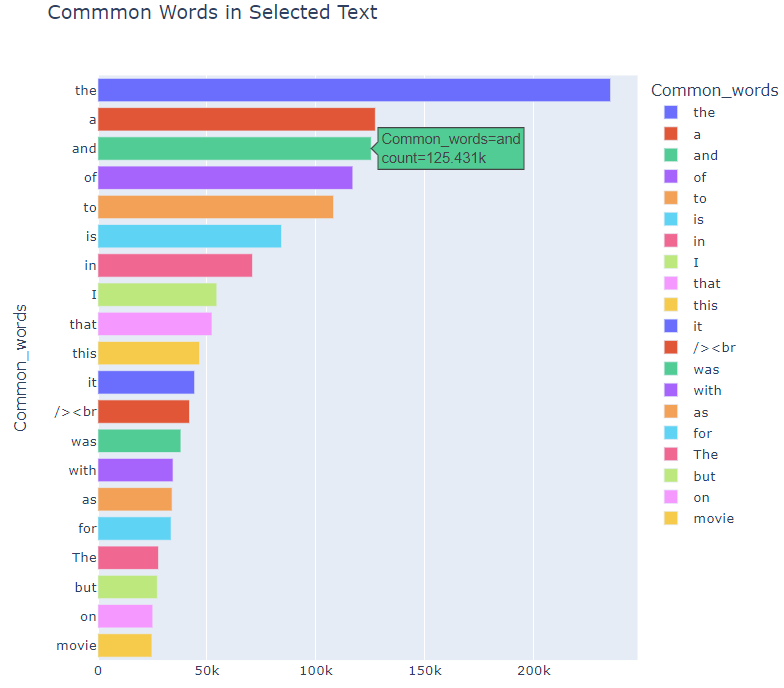 Commmon Words in Selected Text
Common_words
the
a
and
of
to
is
in
I
that
this
it
/><br
was
with
as
for
The
but
on
movie
0
50k
100k
150k
200k
Common_words=and
count=125.431k
Common_words
the
a
and
of
to
is
in
I
that
this
it
/><br
was
with
as
for
The
but
on
movie